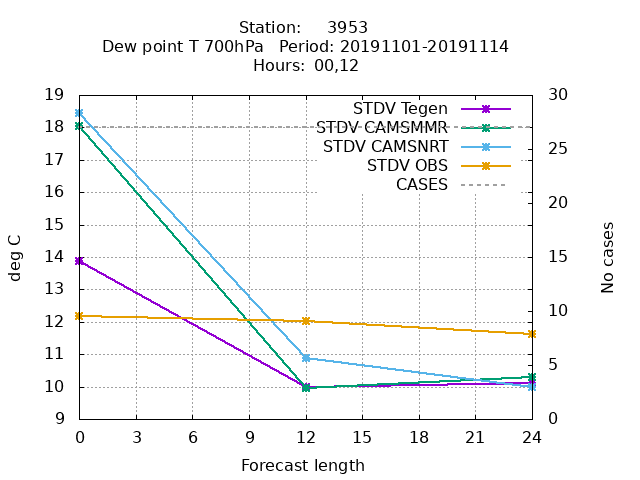 Station: 3953
Dew point T 700hPa Period: 20191101-20191114
Hours: 00,12
19
18
17
16
15
14
13
12
11
10
9
30
25
20
15
10
5
0
STDV Tegen
STDV CAMSMMR
STDV CAMSNRT
STDV OBS
CASES
deg C
No cases
0 3 6 9 12 15 18 21 24
Forecast length